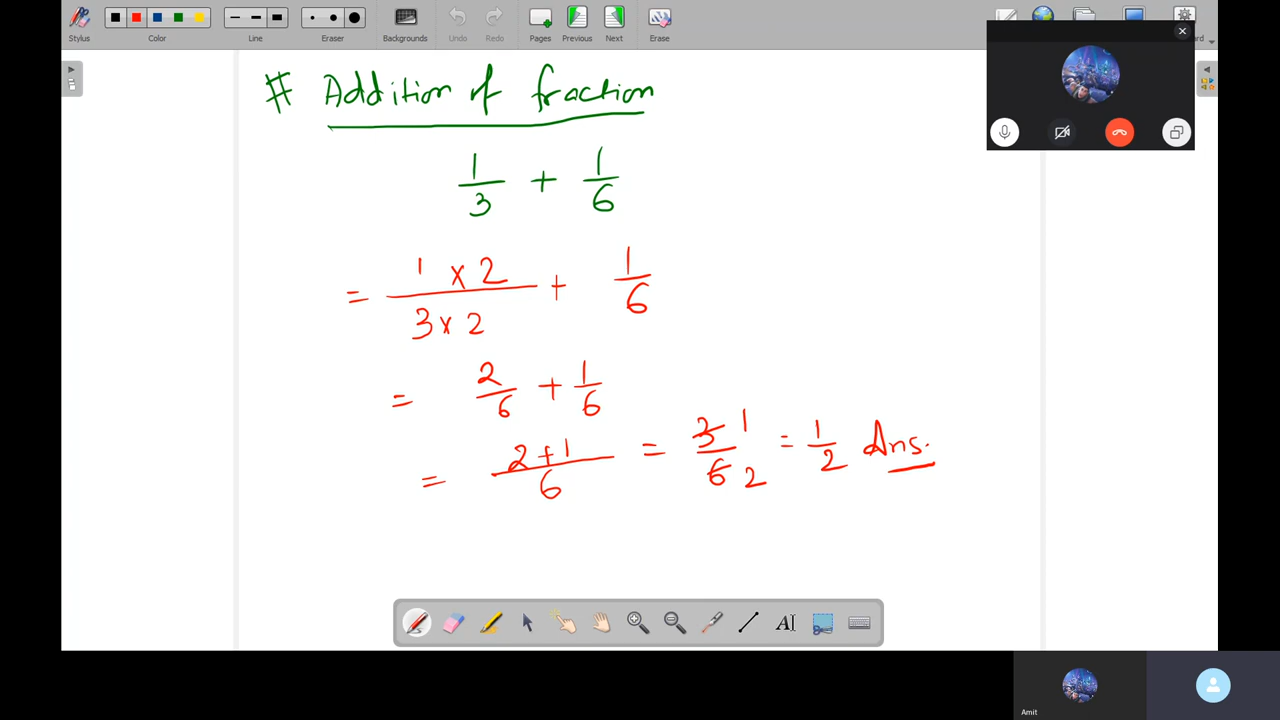 Stylus Color Line Eraser Backgrounds Undo Redo Pages Previous Next Erase
# Addition of fraction
1/3 + 1/6
= 1 × 2 / 3 × 2 + 1/6
= 2/6 + 1/6
= 2 + 1 / 6 = 3/6 1 2 = 1/2 Ans.
AI
Amit